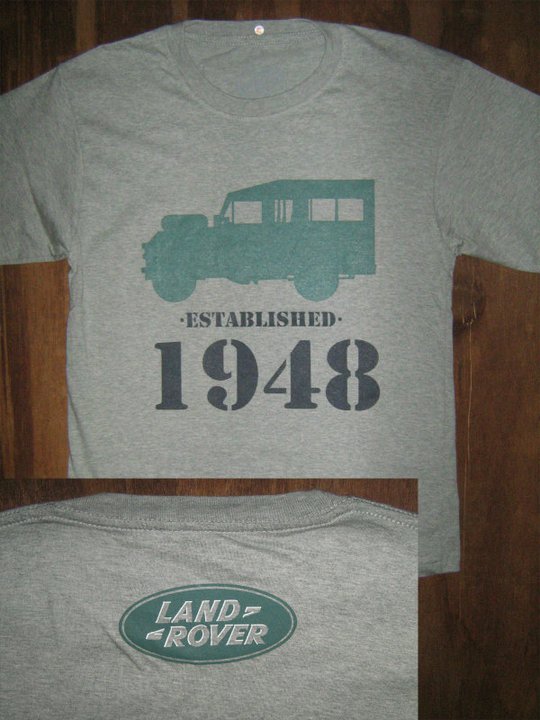 ·ESTABLISHED·
1948
LAND-
-ROVER